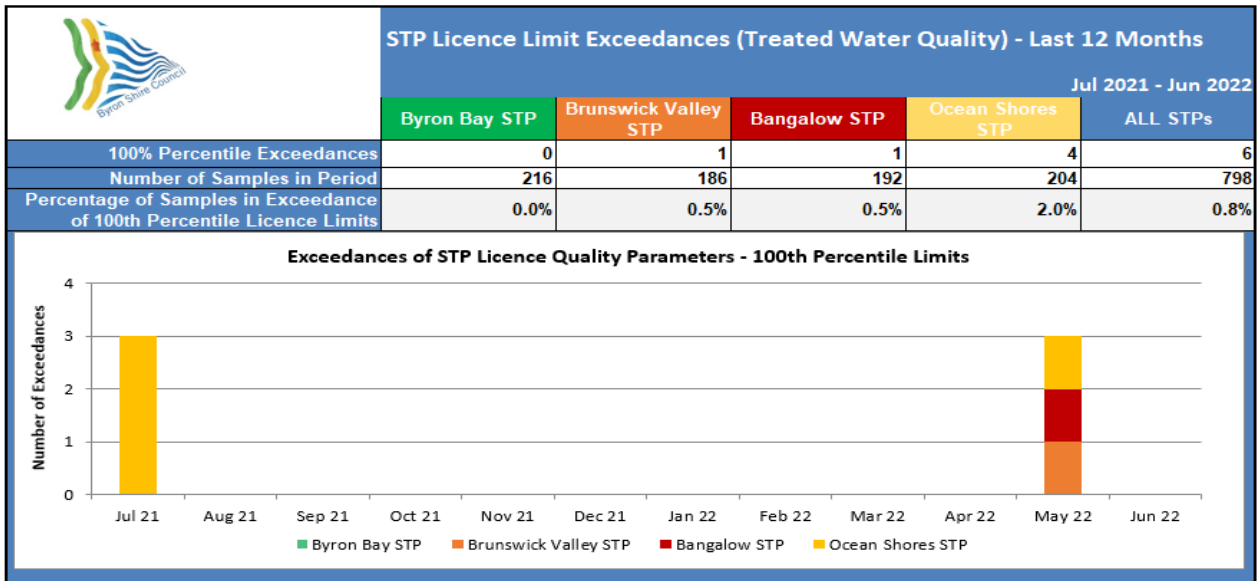 Byron Shire Council
STP Licence Limit Exceedances (Treated Water Quality) - Last 12 Months
Jul 2021 - Jun 2022
Byron Bay STP Brunswick Valley STP Bangalow STP Ocean Shores STP ALL STPs
100% Percentile Exceedances 0 1 1 4 6
Number of Samples in Period 216 186 192 204 798
Percentage of Samples in Exceedance
of 100th Percentile Licence Limits 0.0% 0.5% 0.5% 2.0% 0.8%
Exceedances of STP Licence Quality Parameters - 100th Percentile Limits
Number of Exceedances
4
3
2
1
0
Jul 21 Aug 21 Sep 21 Oct 21 Nov 21 Dec 21 Jan 22 Feb 22 Mar 22 Apr 22 May 22 Jun 22
Byron Bay STP Brunswick Valley STP Bangalow STP Ocean Shores STP